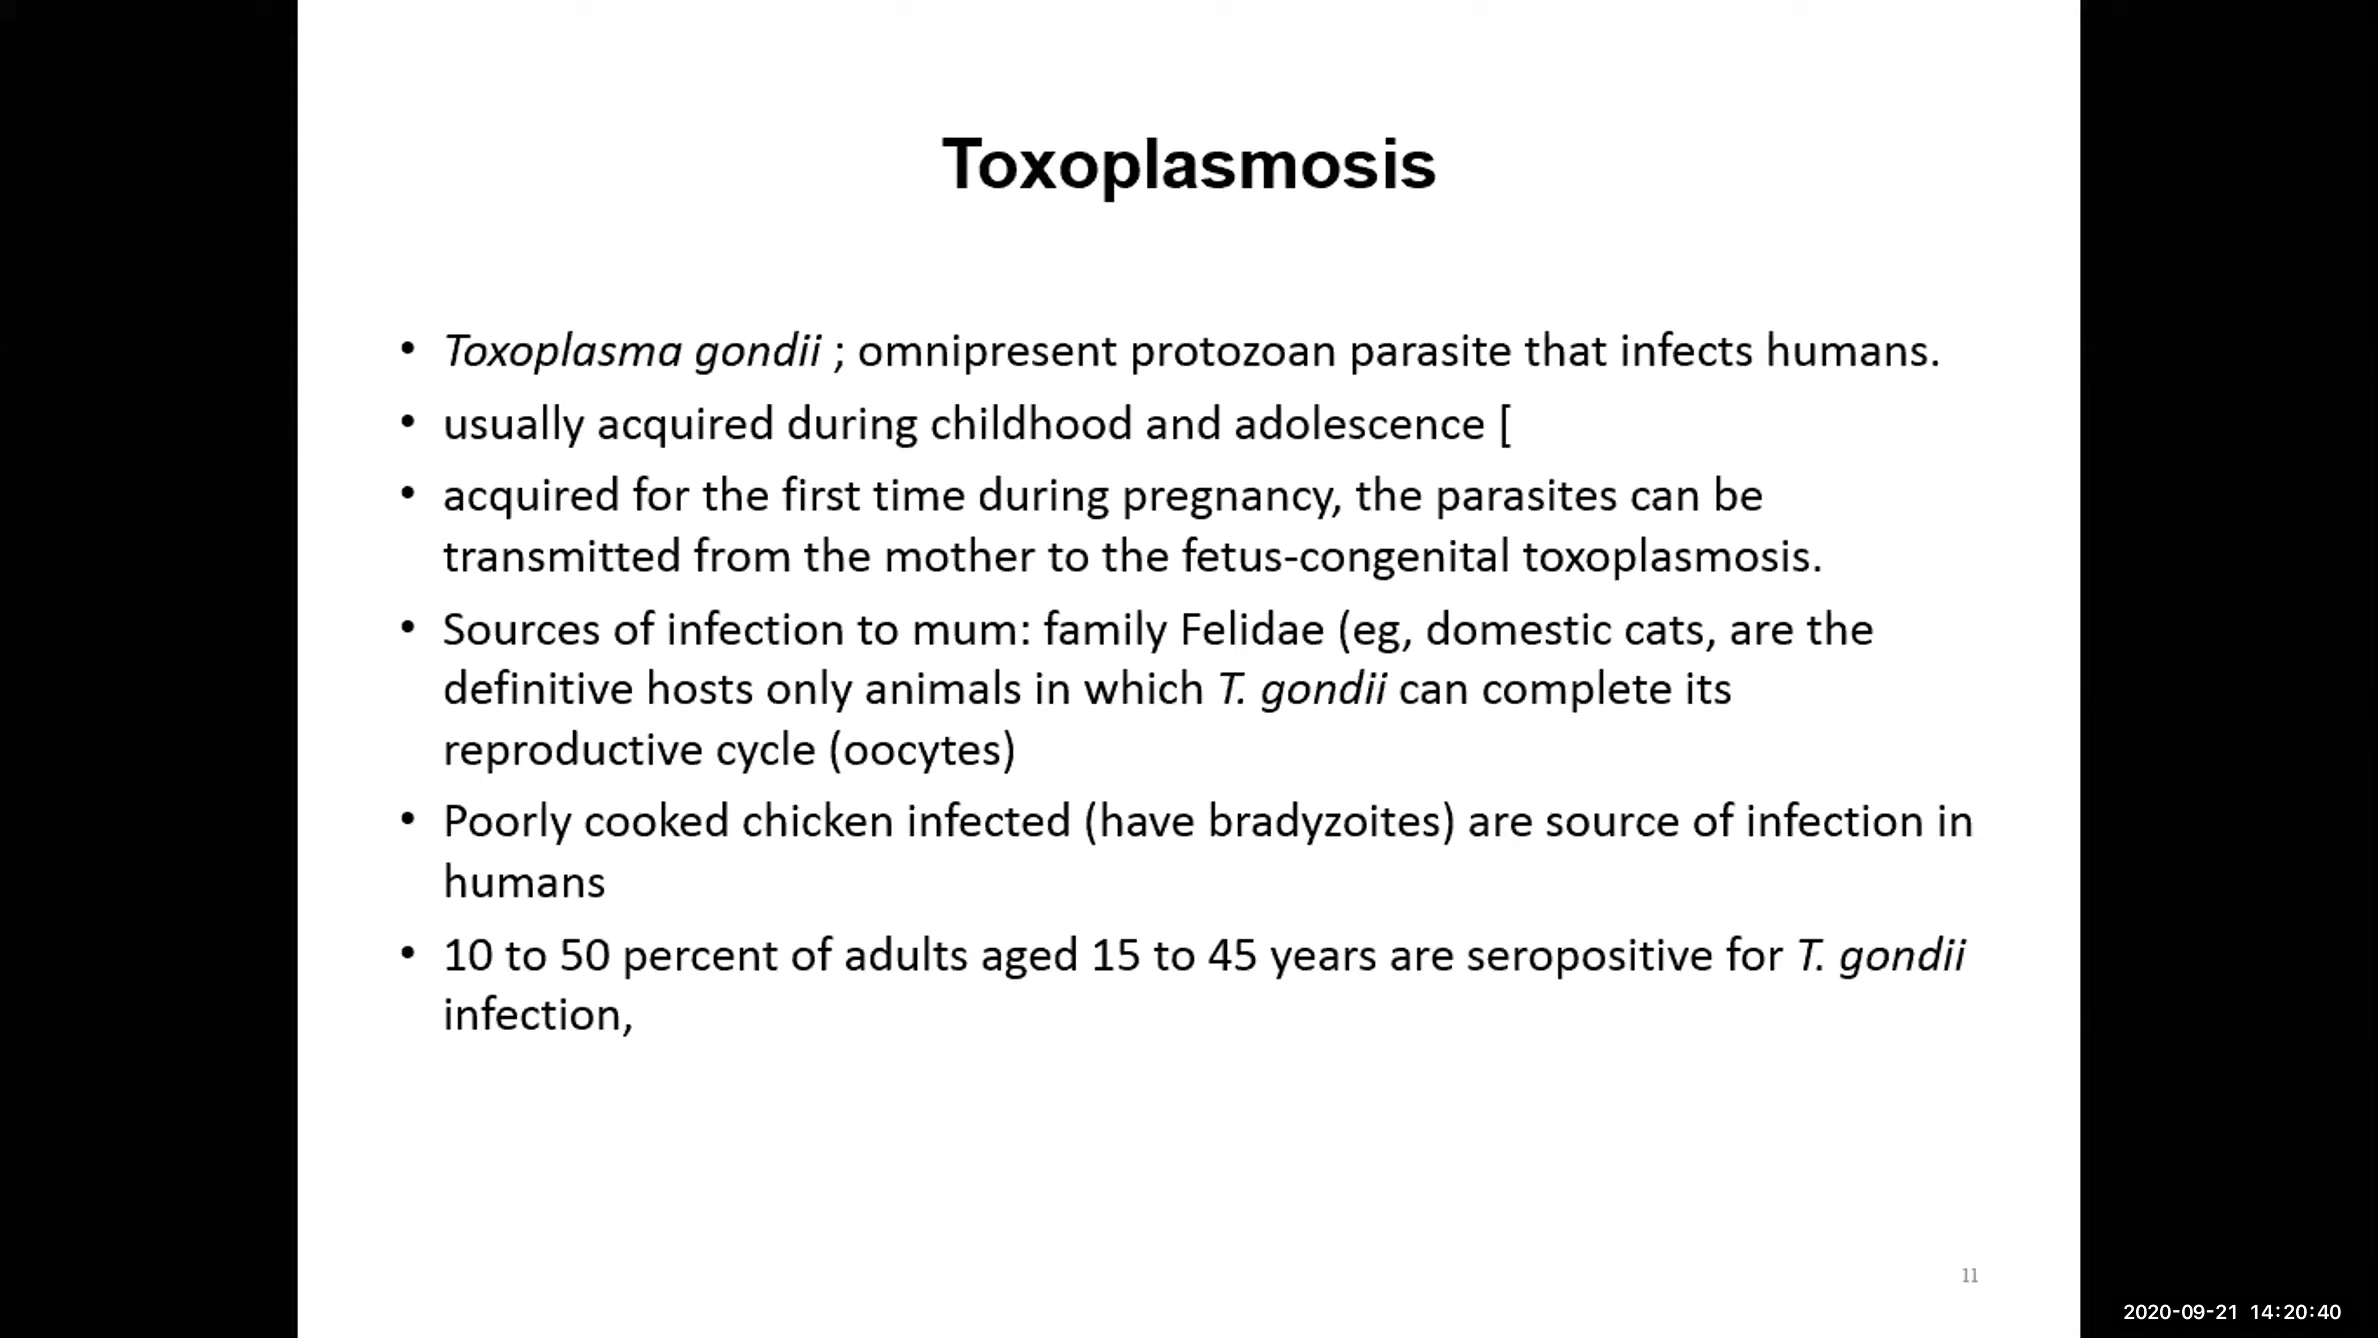 Toxoplasmosis
• Toxoplasma gondii ; omnipresent protozoan parasite that infects humans.
• usually acquired during childhood and adolescence [
• acquired for the first time during pregnancy, the parasites can be
transmitted from the mother to the fetus-congenital toxoplasmosis.
• Sources of infection to mum: family Felidae (eg, domestic cats, are the
definitive hosts only animals in which T. gondii can complete its
reproductive cycle (oocytes)
• Poorly cooked chicken infected (have bradyzoites) are source of infection in
humans
• 10 to 50 percent of adults aged 15 to 45 years are seropositive for T. gondii
infection,
11
2020-09-21 14:20:40